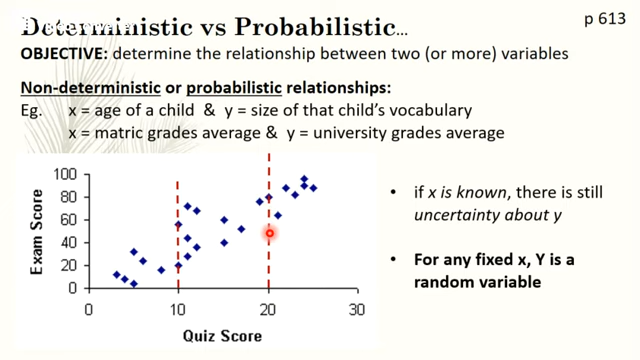 Deterministic vs Probabilistic...
p 613
OBJECTIVE: determine the relationship between two (or more) variables
Non-deterministic or probabilistic relationships:
Eg. x = age of a child & y = size of that child's vocabulary
x = matric grades average & y = university grades average
100
80
60
40
20
0
Exam Score
0 10 20 30
Quiz Score
• if x is known, there is still
uncertainty about y
• For any fixed x, Y is a
random variable